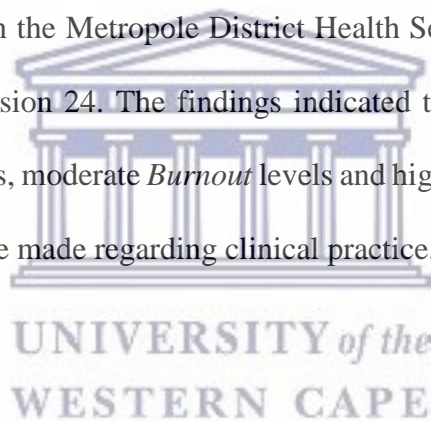 n the Metropole District Health Se
sion 24. The findings indicated t
s, moderate Burnout levels and hig
e made regarding clinical practice.
UNIVERSITY of the
WESTERN CAPE